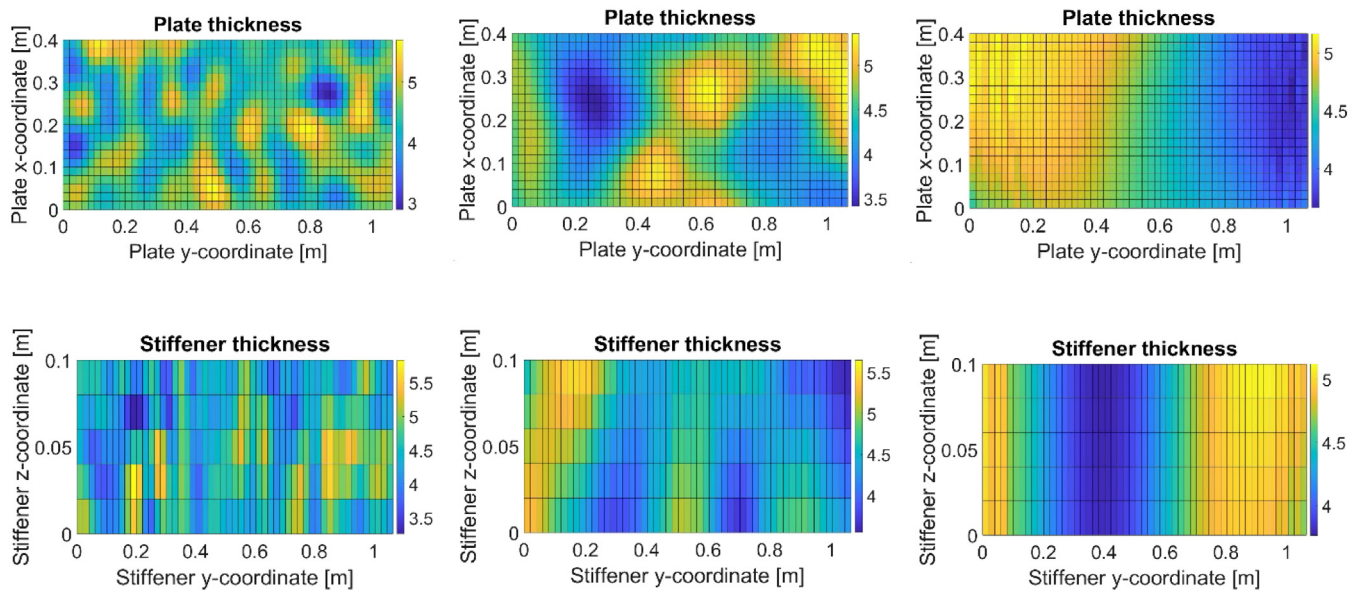 Plate thickness
Plate x-coordinate [m]
0.4
0.3
0.2
0.1
0
0 0.2 0.4 0.6 0.8 1
Plate y-coordinate [m]
5
4
3
Plate thickness
Plate x-coordinate [m]
0.4
0.3
0.2
0.1
0
0 0.2 0.4 0.6 0.8 1
Plate y-coordinate [m]
5
4.5
4
3.5
Plate thickness
Plate x-coordinate [m]
0.4
0.3
0.2
0.1
0
0 0.2 0.4 0.6 0.8 1
Plate y-coordinate [m]
5
4.5
4
Stiffener thickness
Stiffener z-coordinate [m]
0.1
0.05
0
0 0.2 0.4 0.6 0.8 1
Stiffener y-coordinate [m]
5.5
5
4.5
4
3.5
Stiffener thickness
Stiffener z-coordinate [m]
0.1
0.05
0
0 0.2 0.4 0.6 0.8 1
Stiffener y-coordinate [m]
5.5
5
4.5
4
Stiffener thickness
Stiffener z-coordinate [m]
0.1
0.05
0
0 0.2 0.4 0.6 0.8 1
Stiffener y-coordinate [m]
5
4.5
4